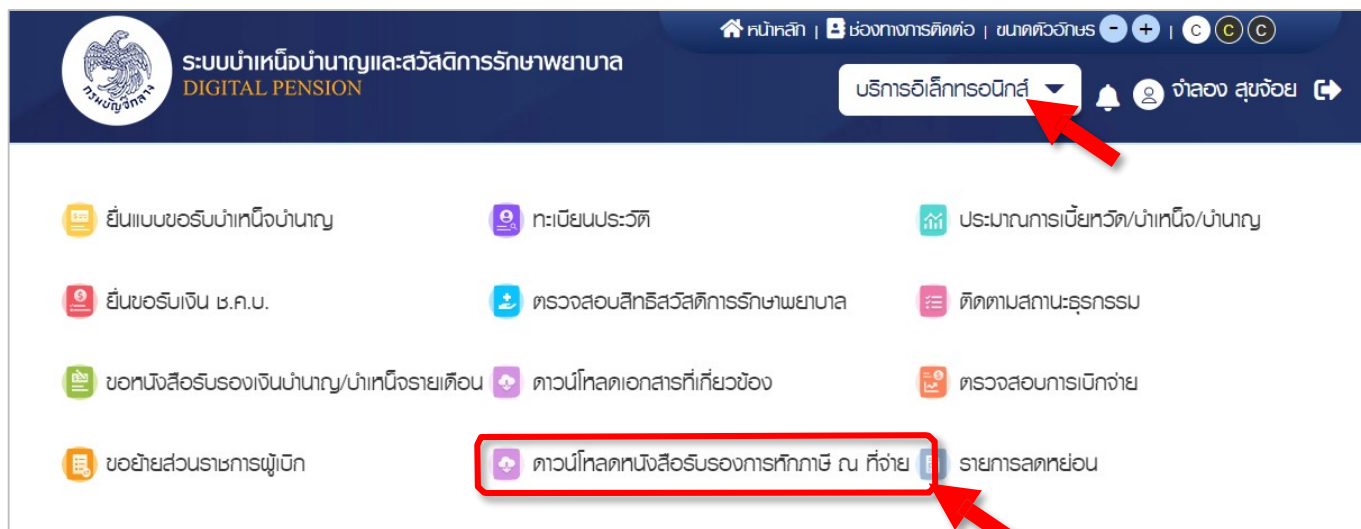 หน้าหลัก | ช่องทางการติดต่อ | ขนาดตัวอักษร - + | C C C
ระบบบำเหน็จบำนาญและสวัสดิการรักษาพยาบาล
DIGITAL PENSION
กรมบัญชีกลาง
บริการอิเล็กทรอนิกส์
จำลอง สุขจ้อย
ยื่นแบบขอรับบำเหน็จบำนาญ
ทะเบียนประวัติ
ประมาณการเบี้ยหวัด/บำเหน็จ/บำนาญ
ยื่นขอรับเงิน ช.ค.บ.
ตรวจสอบสิทธิสวัสดิการรักษาพยาบาล
ติดตามสถานะธุรกรรม
ขอหนังสือรับรองเงินบำนาญ/บำเหน็จรายเดือน
ดาวน์โหลดเอกสารที่เกี่ยวข้อง
ตรวจสอบการเบิกจ่าย
ขอย้ายส่วนราชการผู้เบิก
ดาวน์โหลดหนังสือรับรองการหักภาษี ณ ที่จ่าย
รายการลดหย่อน